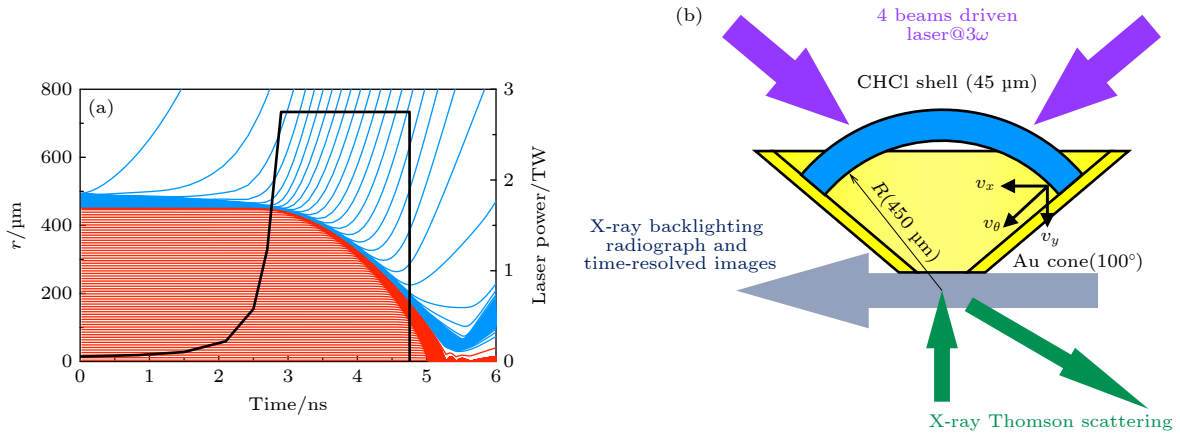 (a)
800
600
400
200
0
r/µm
0 1 2 3 4 5 6
Time/ns
3
2
1
0
Laser power/TW
(b)
4 beams driven
laser@3ω
CHCl shell (45 µm)
R(450 µm)
vx
vθ
vy
X-ray backlighting
radiograph and
time-resolved images
Au cone(100°)
X-ray Thomson scattering